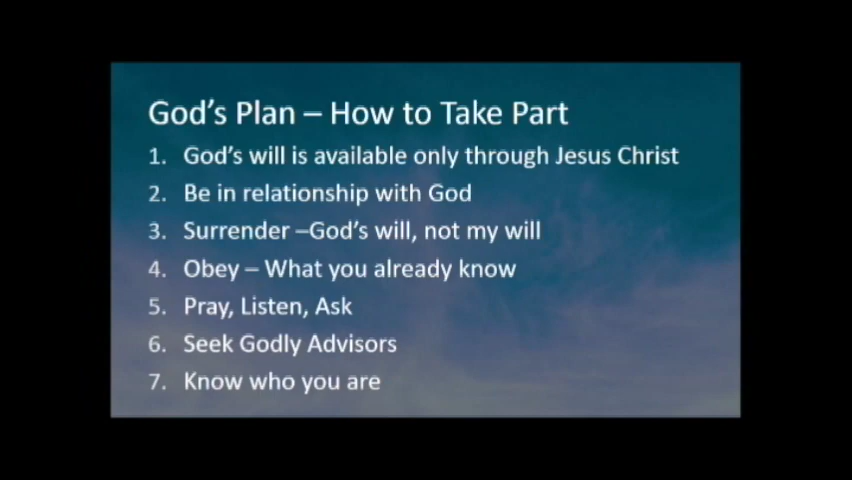 God's Plan – How to Take Part
1. God's will is available only through Jesus Christ
2. Be in relationship with God
3. Surrender –God's will, not my will
4. Obey – What you already know
5. Pray, Listen, Ask
6. Seek Godly Advisors
7. Know who you are